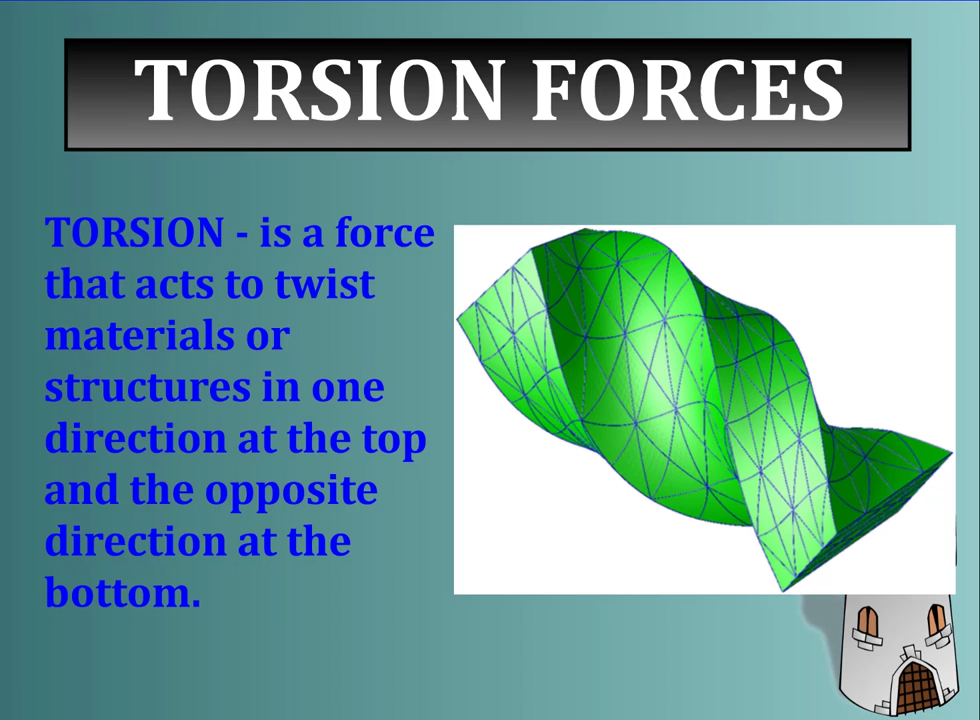 TORSION FORCES
TORSION - is a force
that acts to twist
materials or
structures in one
direction at the top
and the opposite
direction at the
bottom.